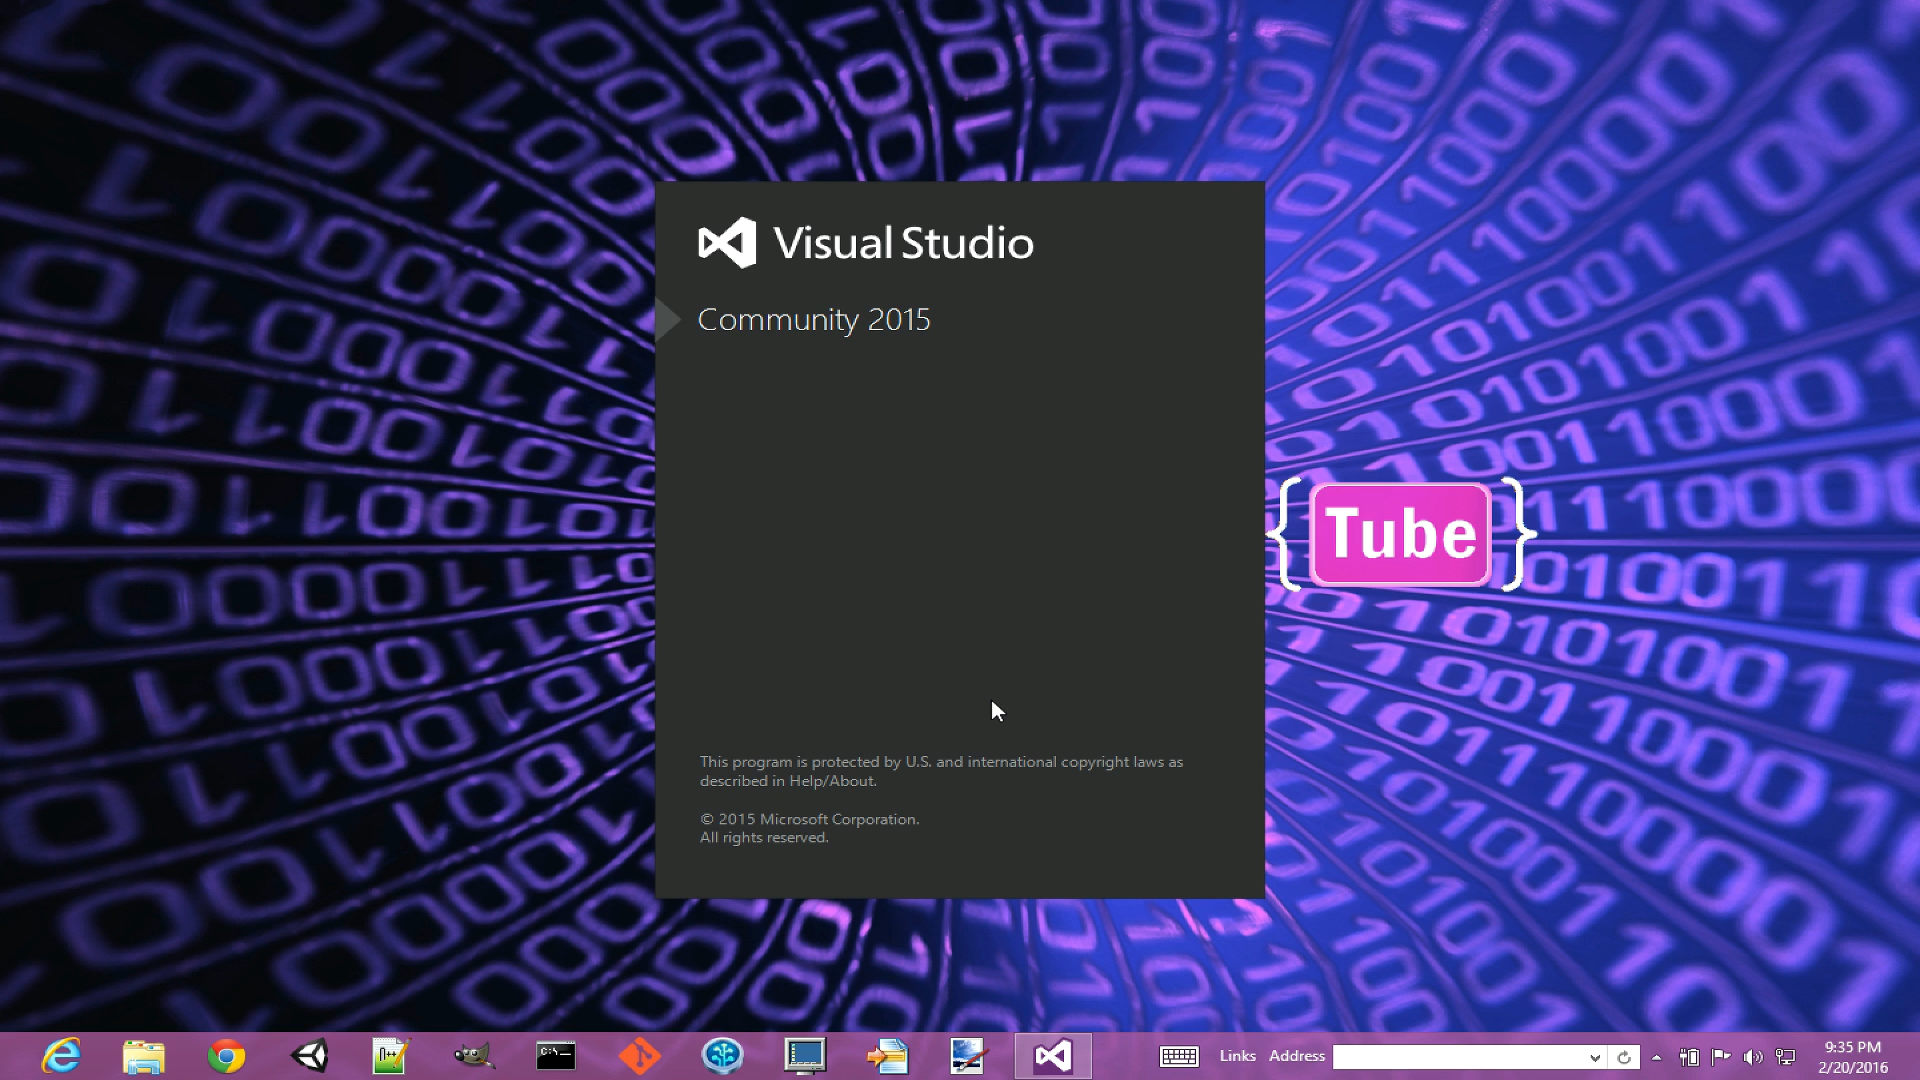 Visual Studio
Community 2015
{Tube}
This program is protected by U.S. and international copyright laws as
described in Help/About.
© 2015 Microsoft Corporation.
All rights reserved.
C:\_
Links Address
9:35 PM
2/20/2016